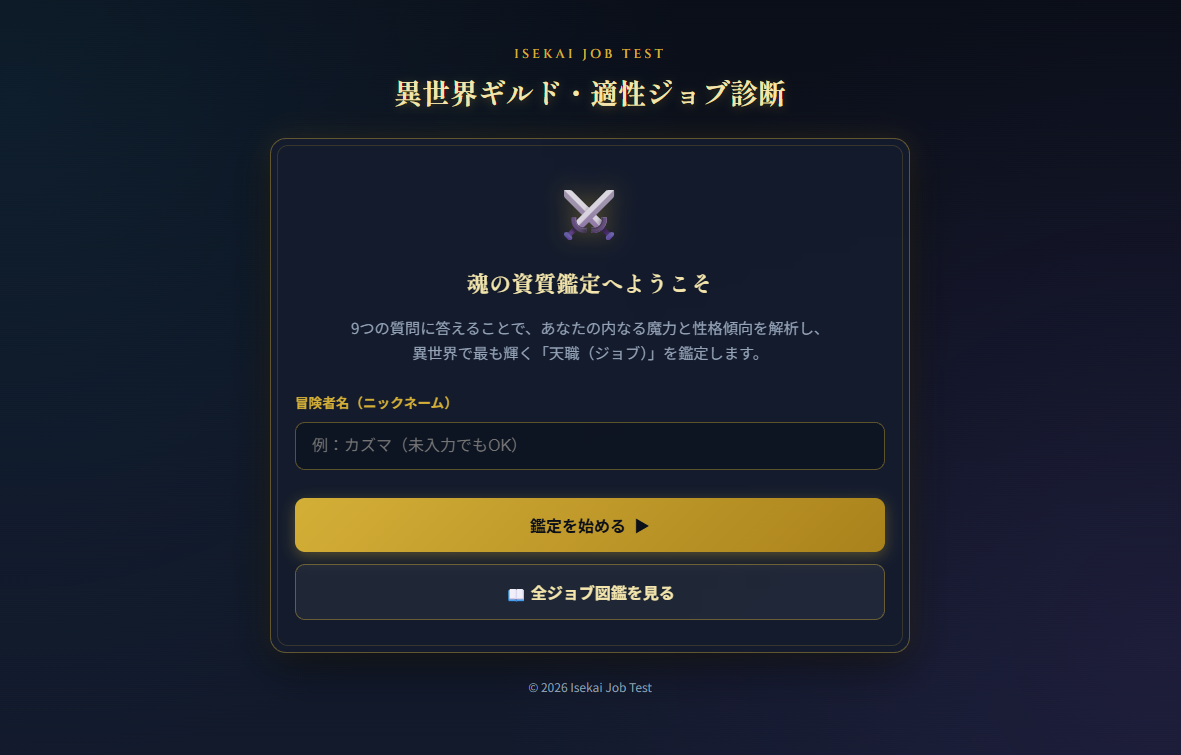 ISEKAI JOB TEST
異世界ギルド・適性ジョブ診断
魂の資質鑑定へようこそ
9つの質問に答えることで、あなたの内なる魔力と性格傾向を解析し、
異世界で最も輝く「天職（ジョブ）」を鑑定します。
冒険者名（ニックネーム）
例：カズマ（未入力でもOK）
鑑定を始める ▶
全ジョブ図鑑を見る
© 2026 Isekai Job Test